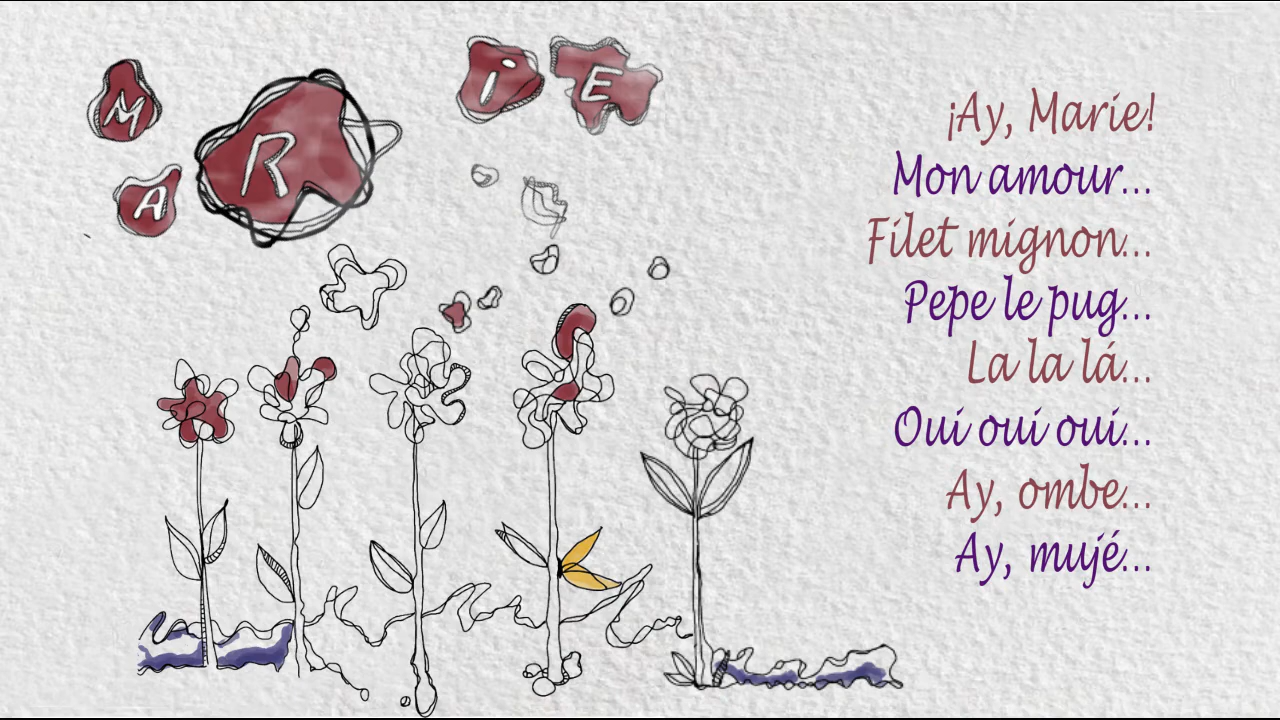 MARIE
¡Ay, Marie!
Mon amour...
Filet mignon...
Pepe le pug...
La la lá...
Oui oui oui...
Ay, ombe...
Ay, mujé...